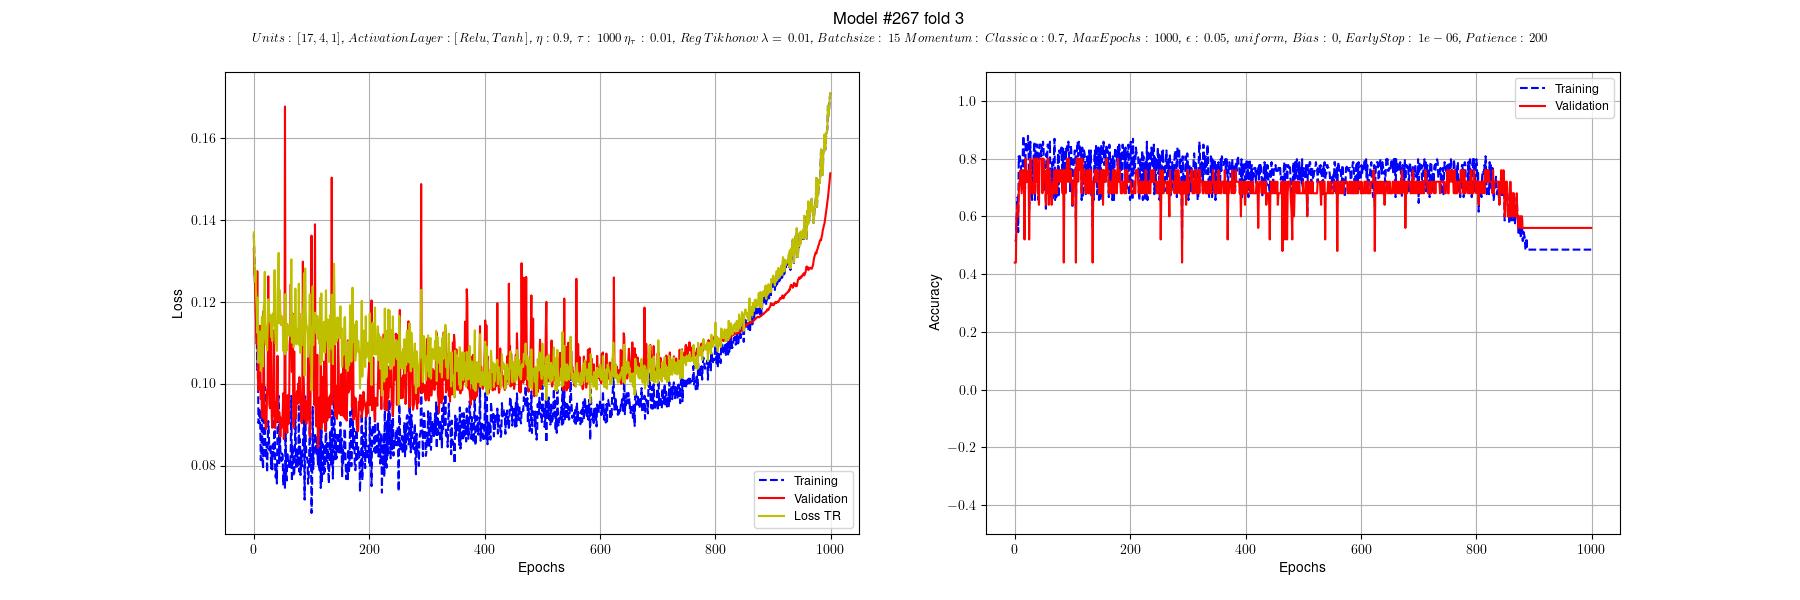 Model #267 fold 3
Units : [17, 4, 1], ActivationLayer : [Relu, Tanh], η : 0.9, τ : 1000 ητ : 0.01, Reg Tikhonov λ = 0.01, Batchsize : 15 Momentum : Classic α : 0.7, MaxEpochs : 1000, ϵ : 0.05, uniform, Bias : 0, EarlyStop : 1e − 06, Patience : 200
0.16
0.14
0.12
0.10
0.08
Loss
Training
Validation
Loss TR
0 200 400 600 800 1000
Epochs
1.0
0.8
0.6
0.4
0.2
0.0
−0.2
−0.4
Accuracy
Training
Validation
0 200 400 600 800 1000
Epochs